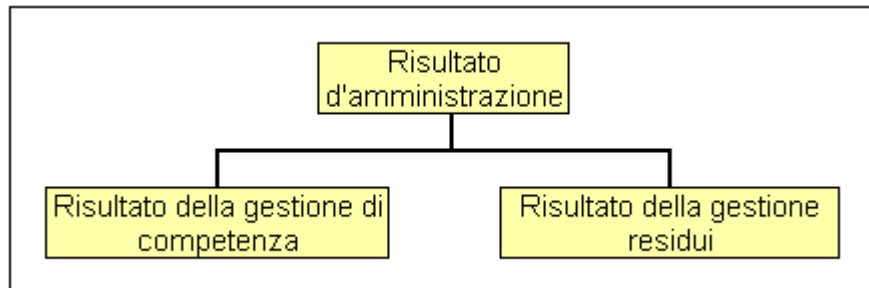 Risultato
d'amministrazione
Risultato della gestione di
competenza
Risultato della gestione
residui